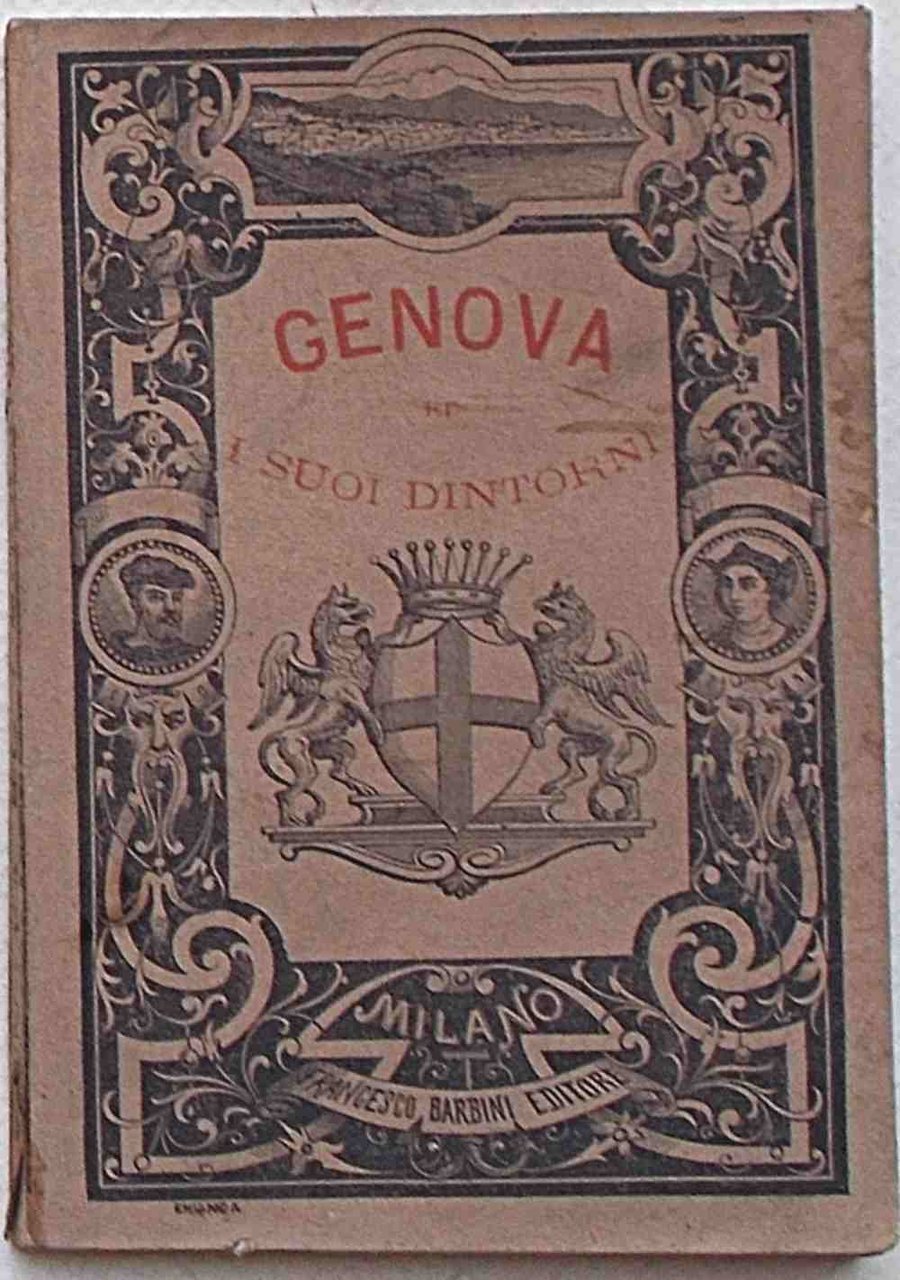 GENOVA
ED
I SUOI DINTORNI
MILANO
FRANCESCO BARBINI EDITORE